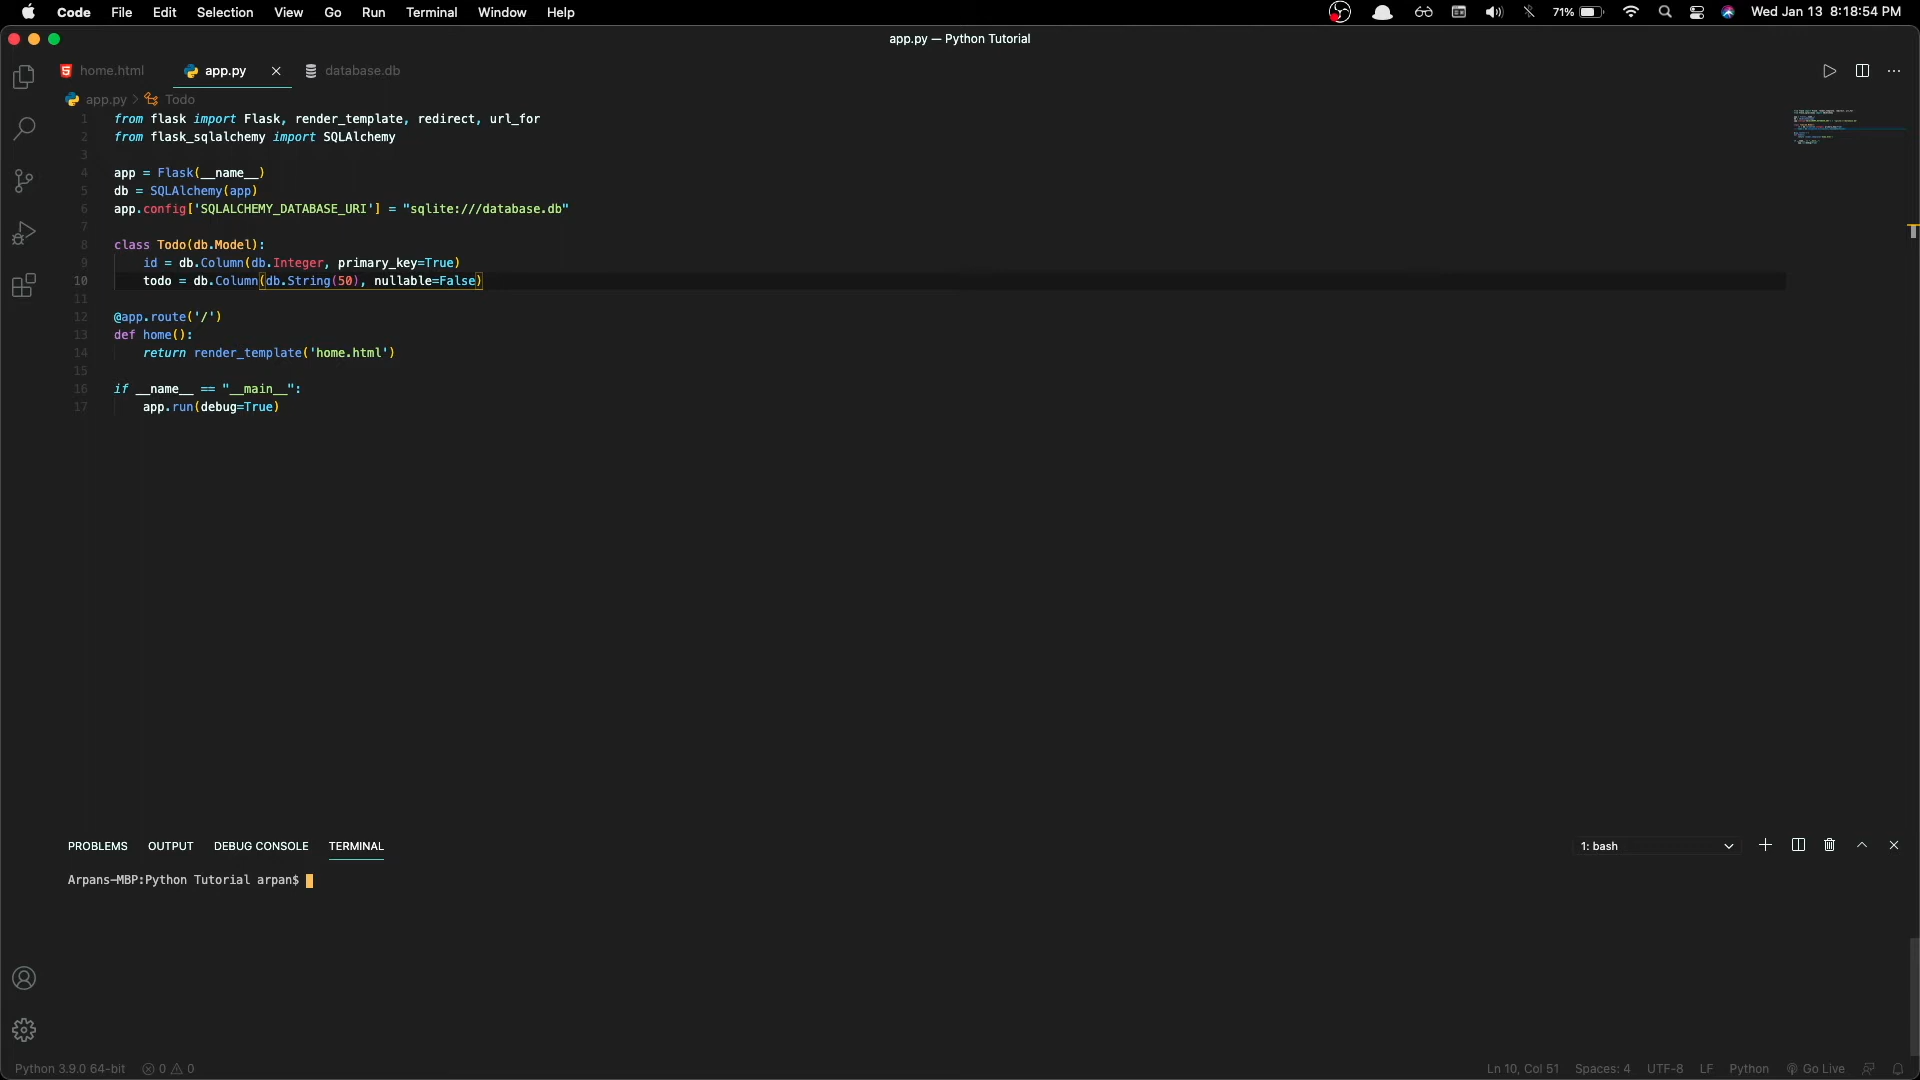 Code File Edit Selection View Go Run Terminal Window Help 71% Wed Jan 13 8:18:54 PM
app.py — Python Tutorial
home.html app.py database.db
app.py > Todo
1 from flask import Flask, render_template, redirect, url_for
2 from flask_sqlalchemy import SQLAlchemy
3
4 app = Flask(__name__)
5 db = SQLAlchemy(app)
6 app.config['SQLALCHEMY_DATABASE_URI'] = "sqlite:///database.db"
7
8 class Todo(db.Model):
9 id = db.Column(db.Integer, primary_key=True)
10 todo = db.Column(db.String(50), nullable=False)
11
12 @app.route('/')
13 def home():
14 return render_template('home.html')
15
16 if __name__ == "__main__":
17 app.run(debug=True)
PROBLEMS OUTPUT DEBUG CONSOLE TERMINAL 1: bash
Arpans-MBP:Python Tutorial arpan$
Python 3.9.0 64-bit 0 0 Ln 10, Col 51 Spaces: 4 UTF-8 LF Python Go Live